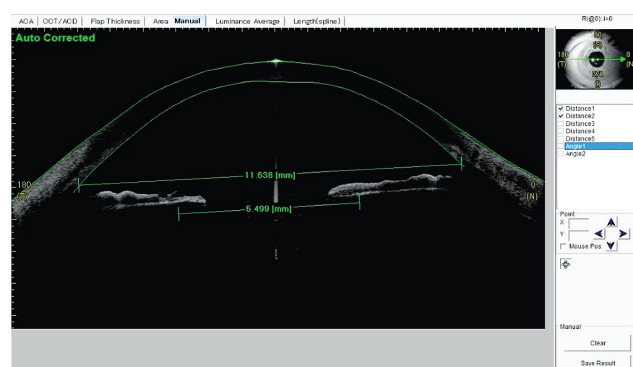 ACA | CCT/ACD | Flap Thickness | Area Manual | Luminance Average | Length(spline) |
R(@0): i=0
Auto Corrected
180
(T)
0
(N)
Distance1
Distance2
Distance3
Distance4
Distance5
Angle1
Angle2
11.638 [mm]
180
0
(N)
5.499 [mm]
Point
X
Y
Mouse Pos
Manual
Clear
Save Result